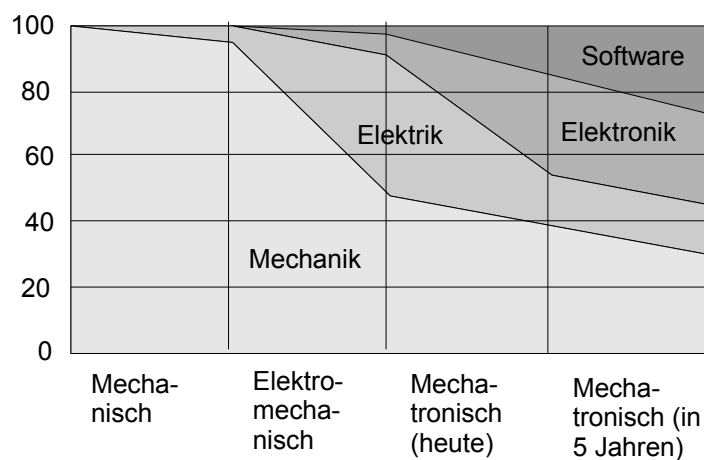 100
Software
80
Elektrik
Elektronik
60
40
Mechanik
20
0
Mecha-
nisch
Elektro-
mecha-
nisch
Mecha-
tronisch
(heute)
Mecha-
tronisch (in
5 Jahren)